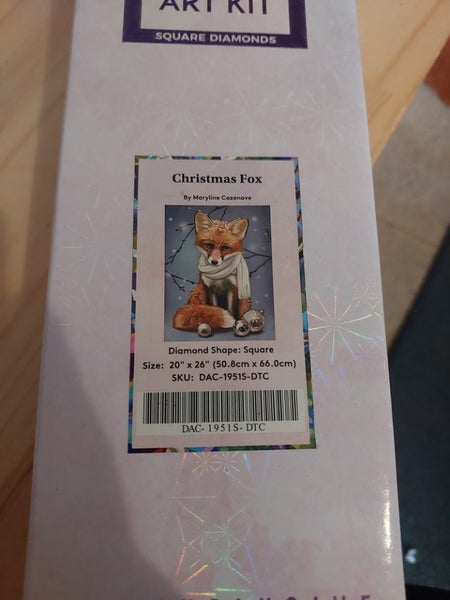 ART KIT
SQUARE DIAMONDS
Christmas Fox
By Maryline Cazenave
Diamond Shape: Square
Size: 20" x 26" (50.8cm x 66.0cm)
SKU: DAC-1951S-DTC
DAC-1951S-DTC